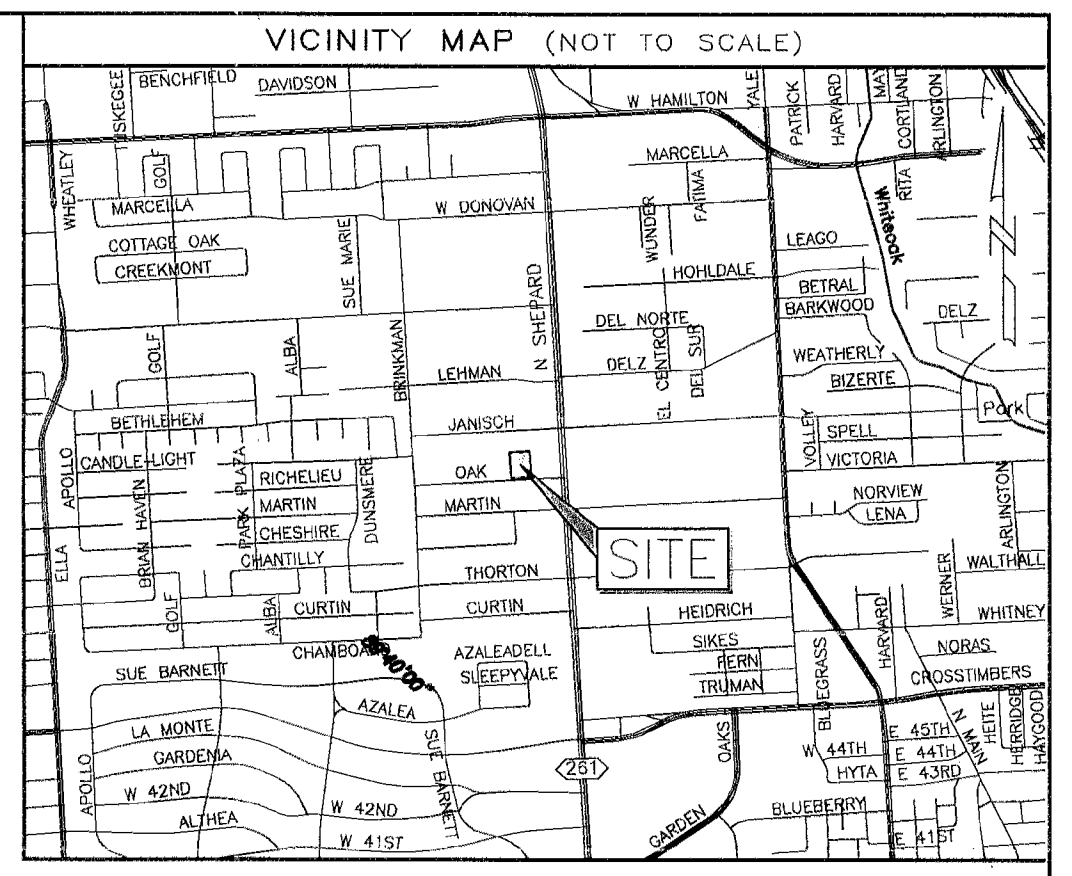 VICINITY MAP (NOT TO SCALE)
TUSKEGEE
BENCHFIELD
DAVIDSON
W HAMILTON
YALE
PATRICK
HARVARD
MAY
CORTLAND
ARLINGTON
WHEATLEY
GOLF
MARCELLA
MARCELLA
W DONOVAN
FATIMA
WUNDER
RITA
Whiteoak
N
COTTAGE OAK
CREEKMONT
SUE MARIE
N SHEPARD
HOHLDALE
LEAGO
BETRAL
BARKWOOD
DELZ
GOLF
ALBA
BRINKMAN
DEL NORTE
DELZ
EL CENTRO
DEL SUR
WEATHERLY
BIZERTE
LEHMAN
Park
BETHLEHEM
JANISCH
VOLLEY
SPELL
VICTORIA
CANDLE-LIGHT
APOLLO
BRIAN HAVEN
PARK PLAZA
RICHELIEU
MARTIN
CHESHIRE
CHANTILLY
DUNSMERE
OAK
MARTIN
SITE
NORVIEW
LENA
ARLINGTON
ELLA
THORTON
WERNER
WALTHALL
GOLF
ALBA
CURTIN
CURTIN
HEIDRICH
HARVARD
WHITNEY
CHAMBOA
40'00"
AZALEADELL
SLEEPYVALE
SIKES
FERN
TRUMAN
BLUEGRASS
NORAS
CROSSTIMBERS
SUE BARNETT
AZALEA
LA MONTE
GARDENIA
SUE BARNETT
261
OAKS
W 44TH
HYTA
E 45TH
E 44TH
E 43RD
N MAIN
HEITE
HERRIDGE
HAYGOOD
APOLLO
W 42ND
W 42ND
ALTHEA
W 41ST
GARDEN
BLUEBERRY
E 41ST